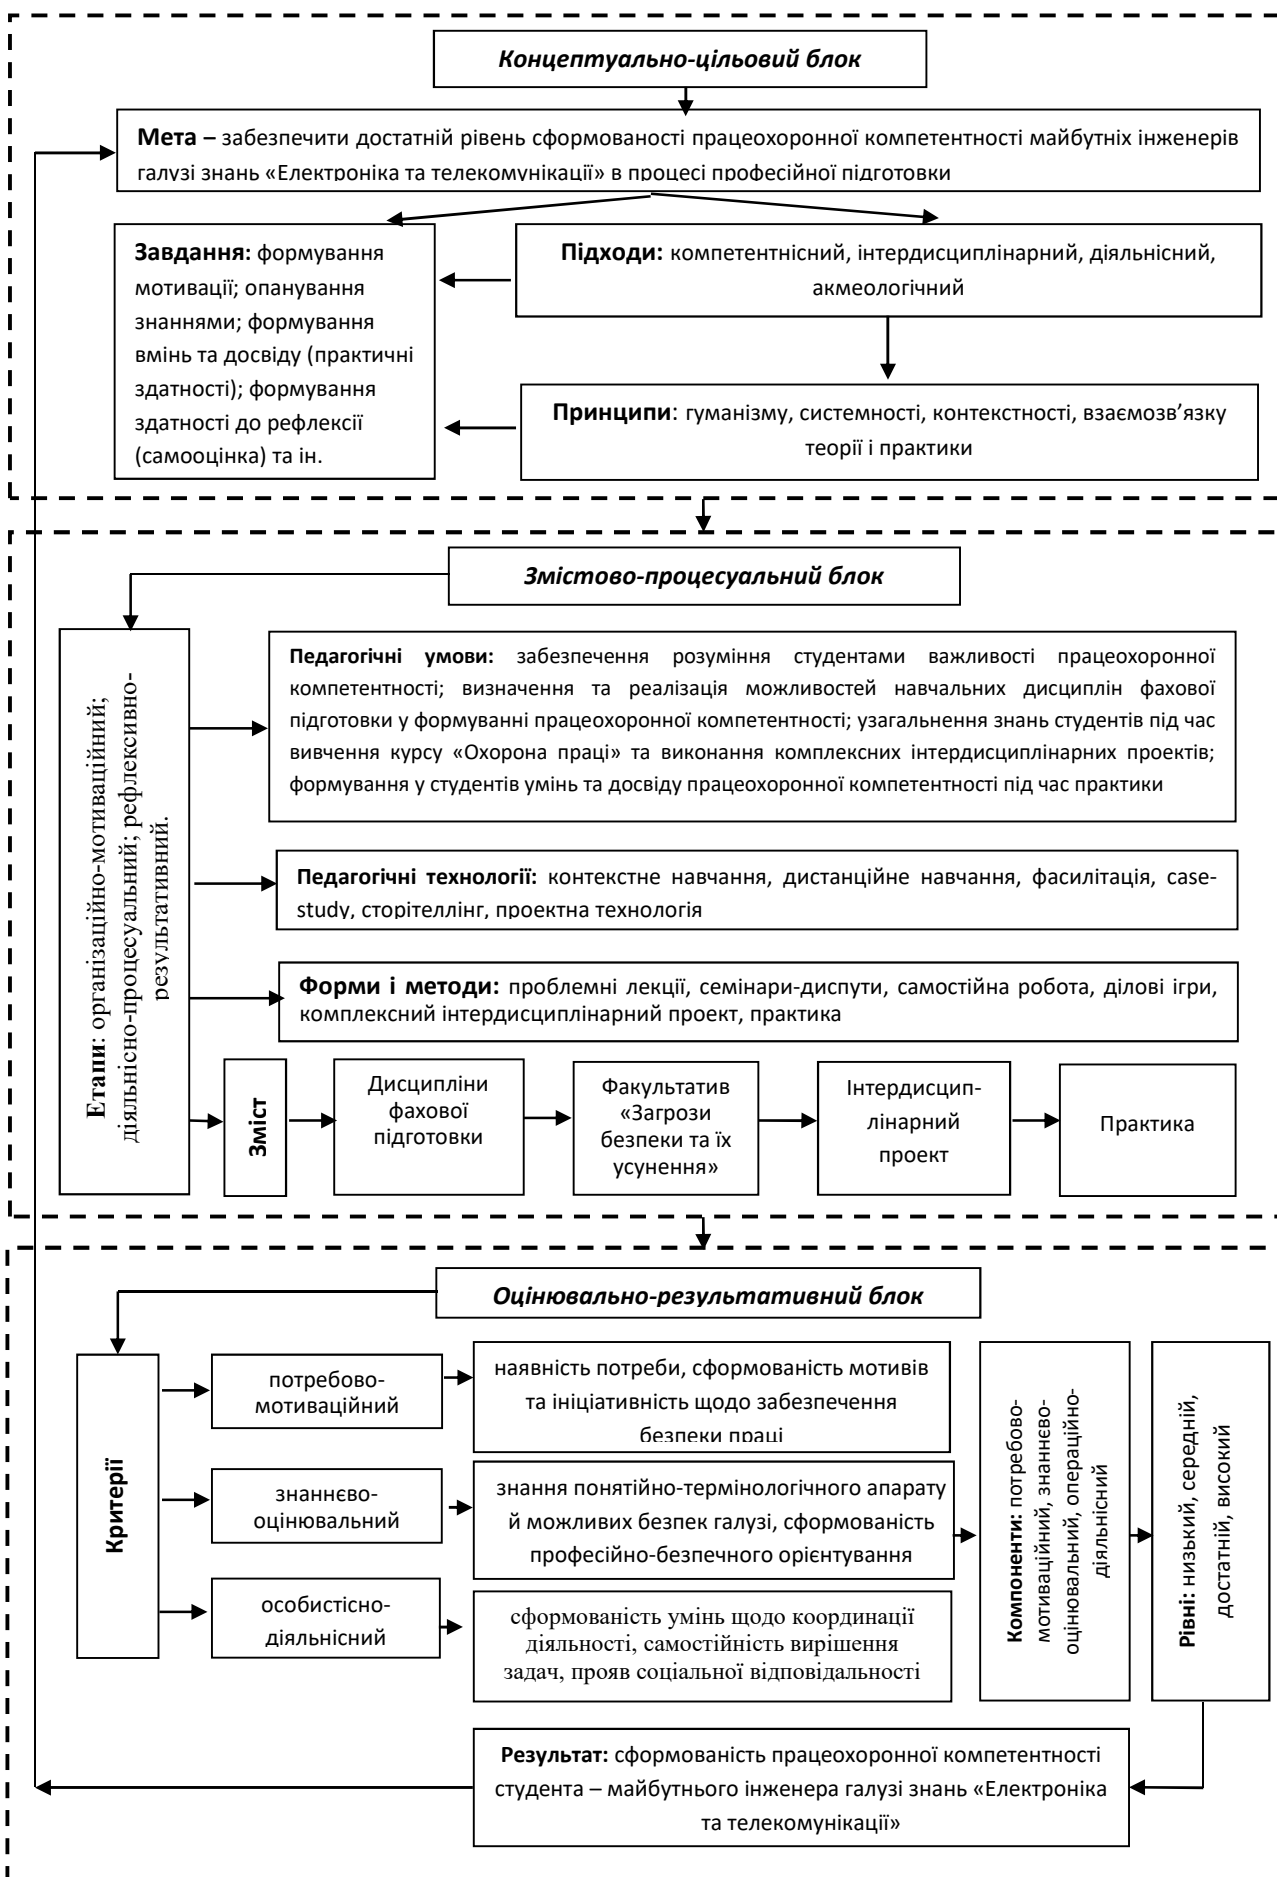 Концептуально-цільовий блок
Мета – забезпечити достатній рівень сформованості працеохоронної компетентності майбутніх інженерів
галузі знань «Електроніка та телекомунікації» в процесі професійної підготовки
Завдання: формування
мотивації; опанування
знаннями; формування
вмінь та досвіду (практичні
здатності); формування
здатності до рефлексії
(самооцінка) та ін.
Підходи: компетентнісний, інтердисциплінарний, діяльнісний,
акмеологічний
Принципи: гуманізму, системності, контекстності, взаємозв’язку
теорії і практики
Змістово-процесуальний блок
Етапи: організаційно-мотиваційний;
діяльнісно-процесуальний; рефлексивно-
результативний.
Педагогічні умови: забезпечення розуміння студентами важливості працеохоронної
компетентності; визначення та реалізація можливостей навчальних дисциплін фахової
підготовки у формуванні працеохоронної компетентності; узагальнення знань студентів під час
вивчення курсу «Охорона праці» та виконання комплексних інтердисциплінарних проектів;
формування у студентів умінь та досвіду працеохоронної компетентності під час практики
Педагогічні технології: контекстне навчання, дистанційне навчання, фасилітація, case-
study, сторітеллінг, проектна технологія
Форми і методи: проблемні лекції, семінари-диспути, самостійна робота, ділові ігри,
комплексний інтердисциплінарний проект, практика
Зміст
Дисципліни
фахової
підготовки
Факультатив
«Загрози
безпеки та їх
усунення»
Інтердисцип-
лінарний
проект
Практика
Оцінювально-результативний блок
Критерії
потребово-
мотиваційний
наявність потреби, сформованість мотивів
та ініціативність щодо забезпечення
безпеки праці
знаннєво-
оцінювальний
знання понятійно-термінологічного апарату
й можливих безпек галузі, сформованість
професійно-безпечного орієнтування
особистісно-
діяльнісний
сформованість умінь щодо координації
діяльності, самостійність вирішення
задач, прояв соціальної відповідальності
Компоненти: потребово-
мотиваційний, знаннєво-
оцінювальний, операційно-
діяльнісний
Рівні: низький, середній,
достатній, високий
Результат: сформованість працеохоронної компетентності
студента – майбутнього інженера галузі знань «Електроніка
та телекомунікації»